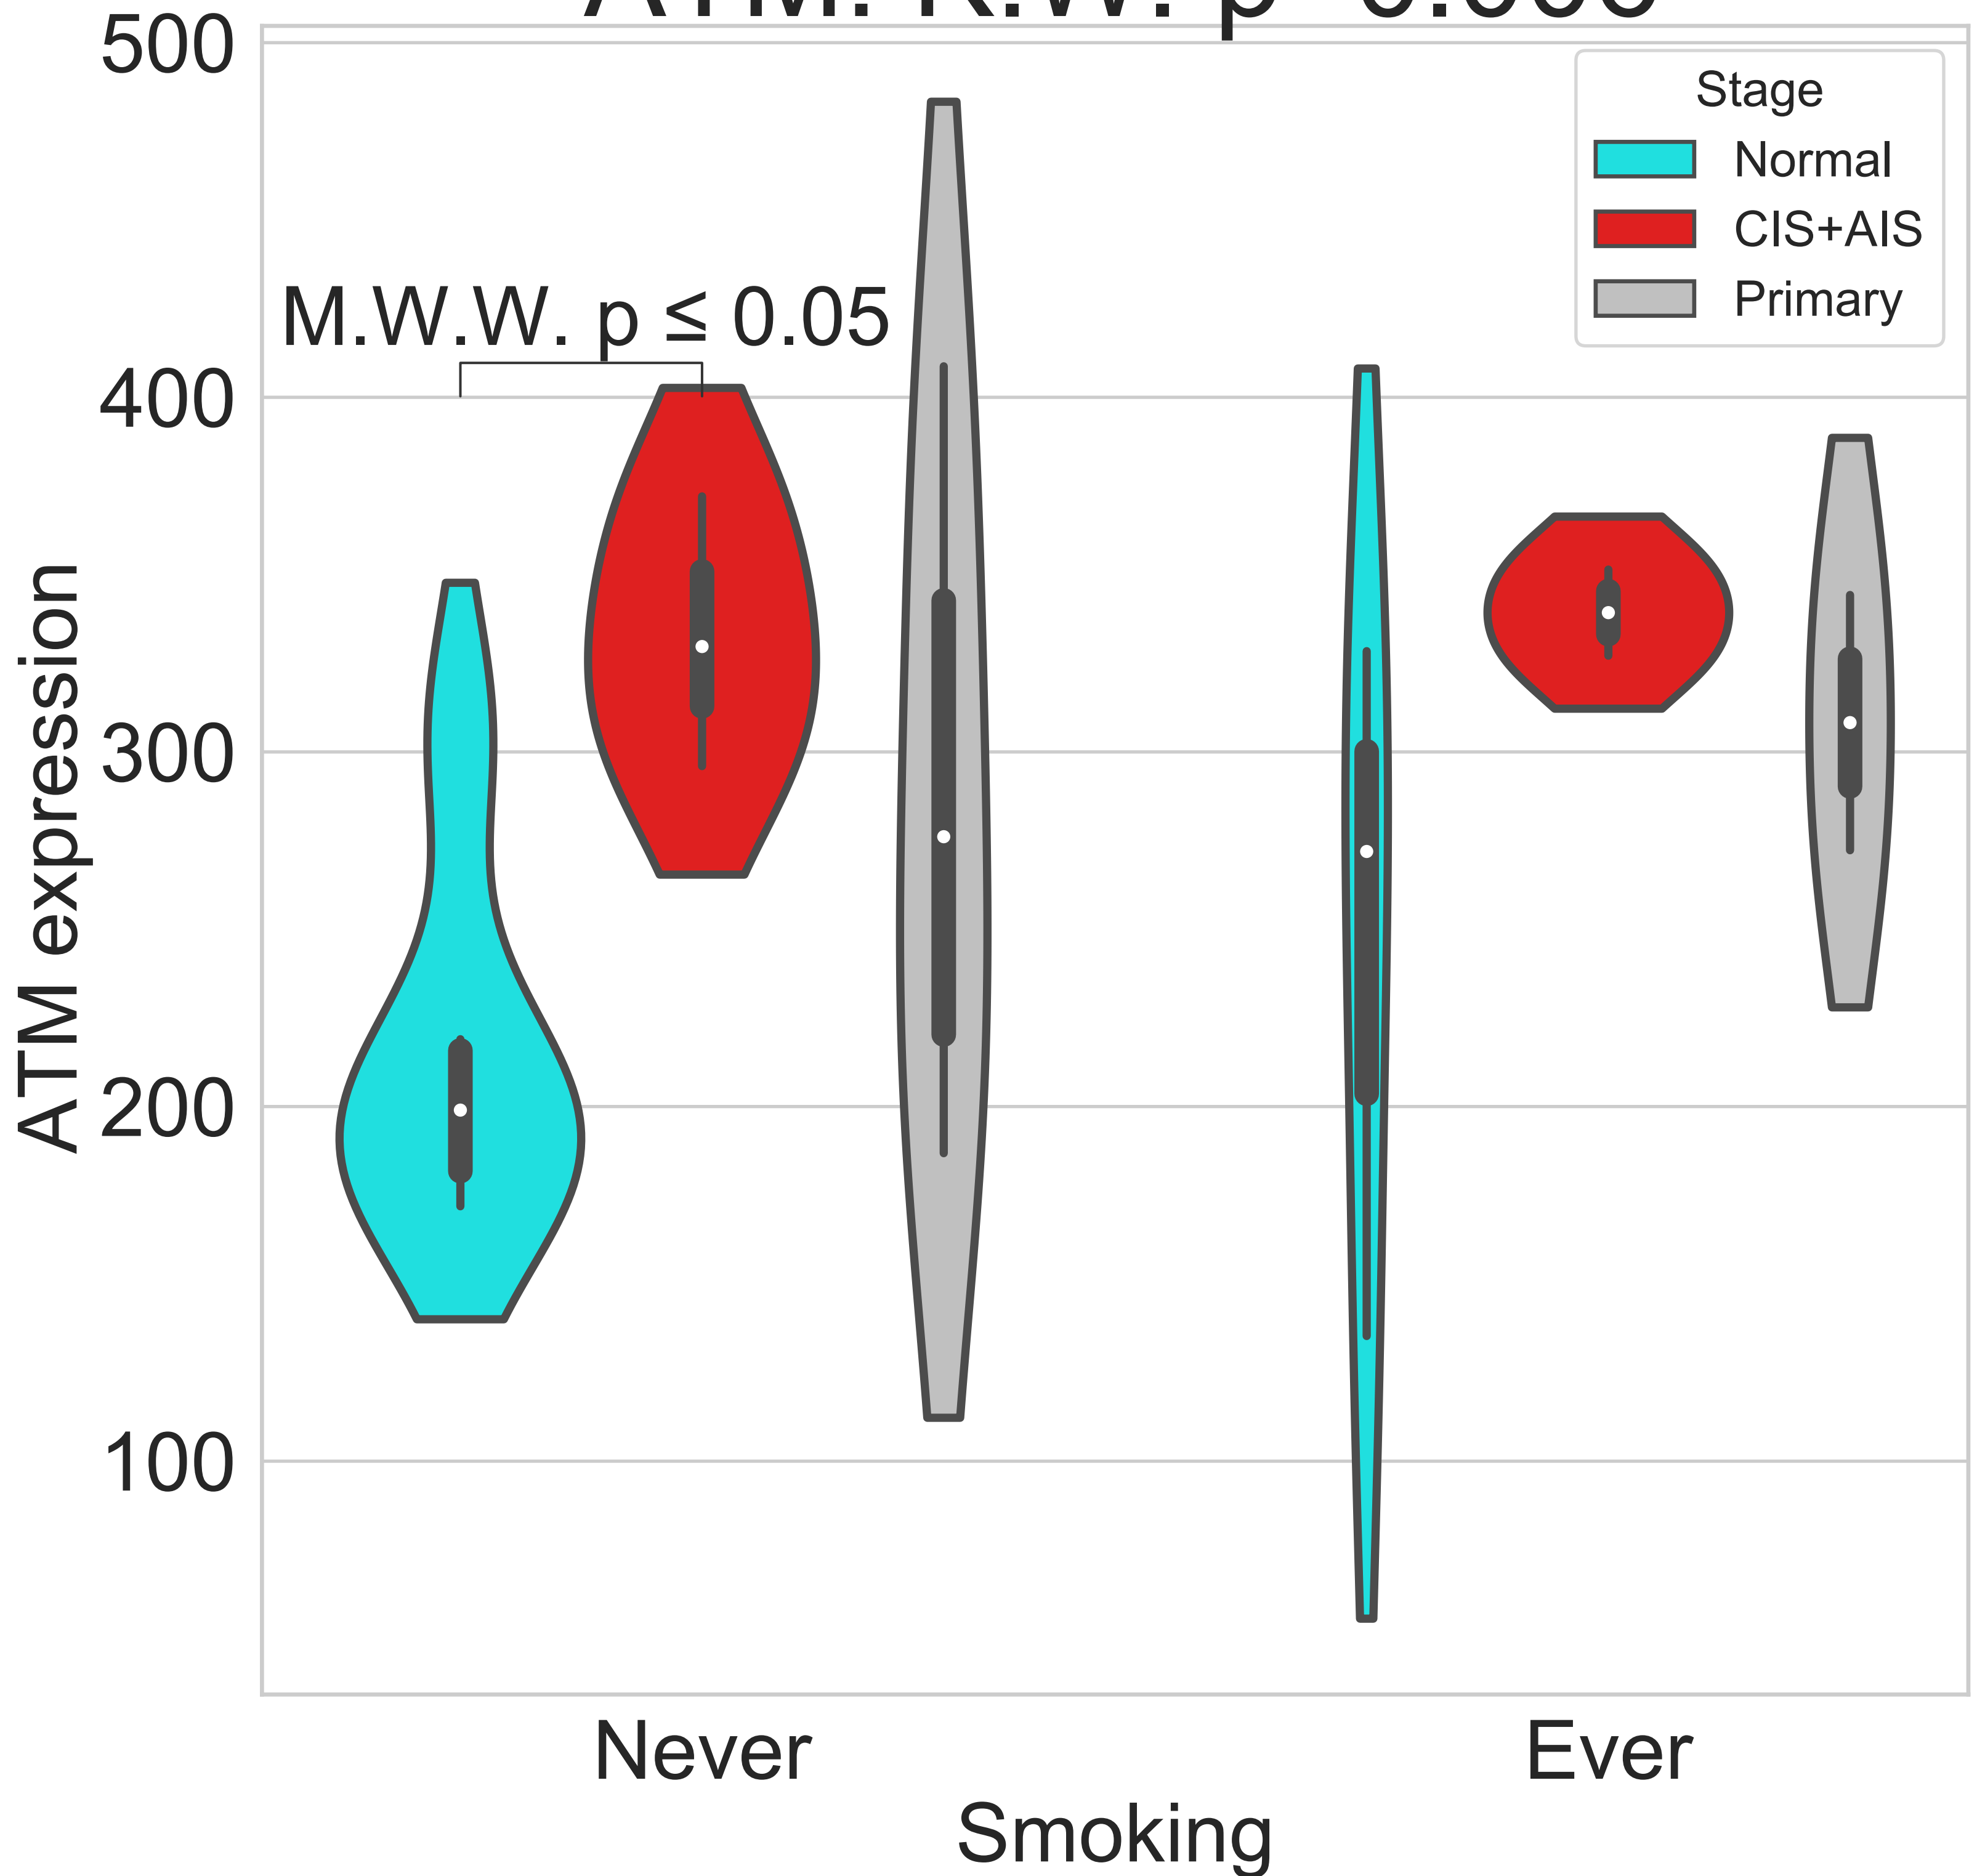 500
Stage
Normal
CIS+AIS
Primary
M.W.W. p ≤ 0.05
400
300
200
100
ATM expression
Never
Ever
Smoking